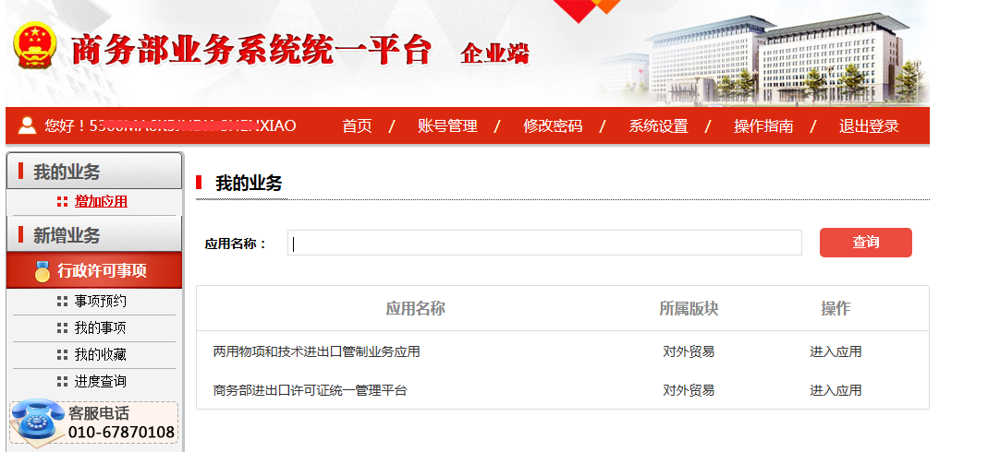 商务部业务系统统一平台 企业端
您好！ 首页 / 账号管理 / 修改密码 / 系统设置 / 操作指南 / 退出登录
我的业务
增加应用
新增业务
行政许可事项
事项预约
我的事项
我的收藏
进度查询
客服电话
010-67870108
我的业务
应用名称： 查询
应用名称 所属版块 操作
两用物项和技术进出口管制业务应用 对外贸易 进入应用
商务部进出口许可证统一管理平台 对外贸易 进入应用